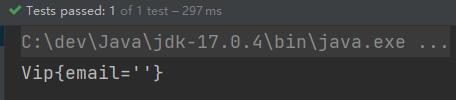 Tests passed: 1 of 1 test – 297 ms
C:\dev\Java\jdk-17.0.4\bin\java.exe ...
Vip{email=''}